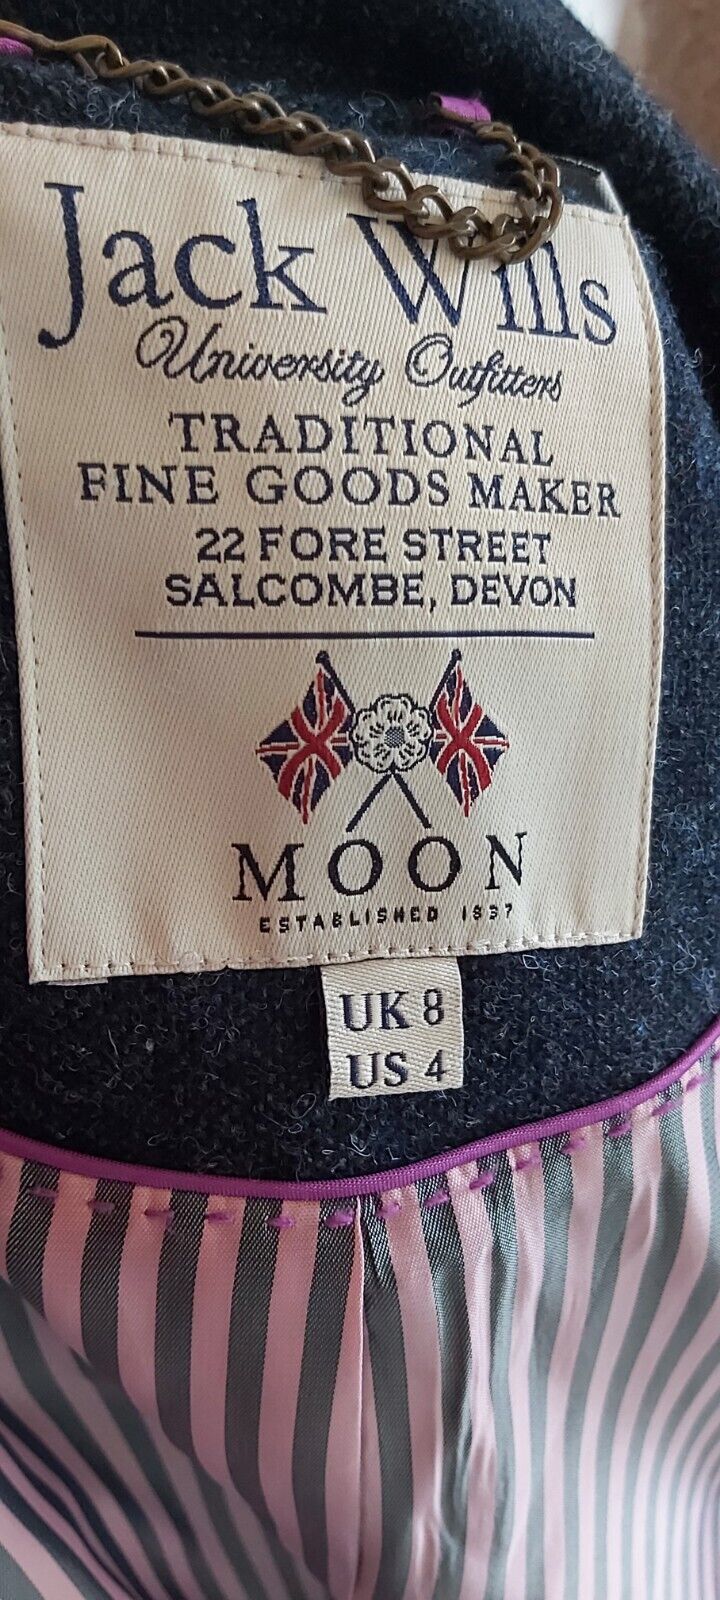 Jack Wills
University Outfitters
TRADITIONAL
FINE GOODS MAKER
22 FORE STREET
SALCOMBE, DEVON
MOON
ESTABLISHED 1837
UK 8
US 4